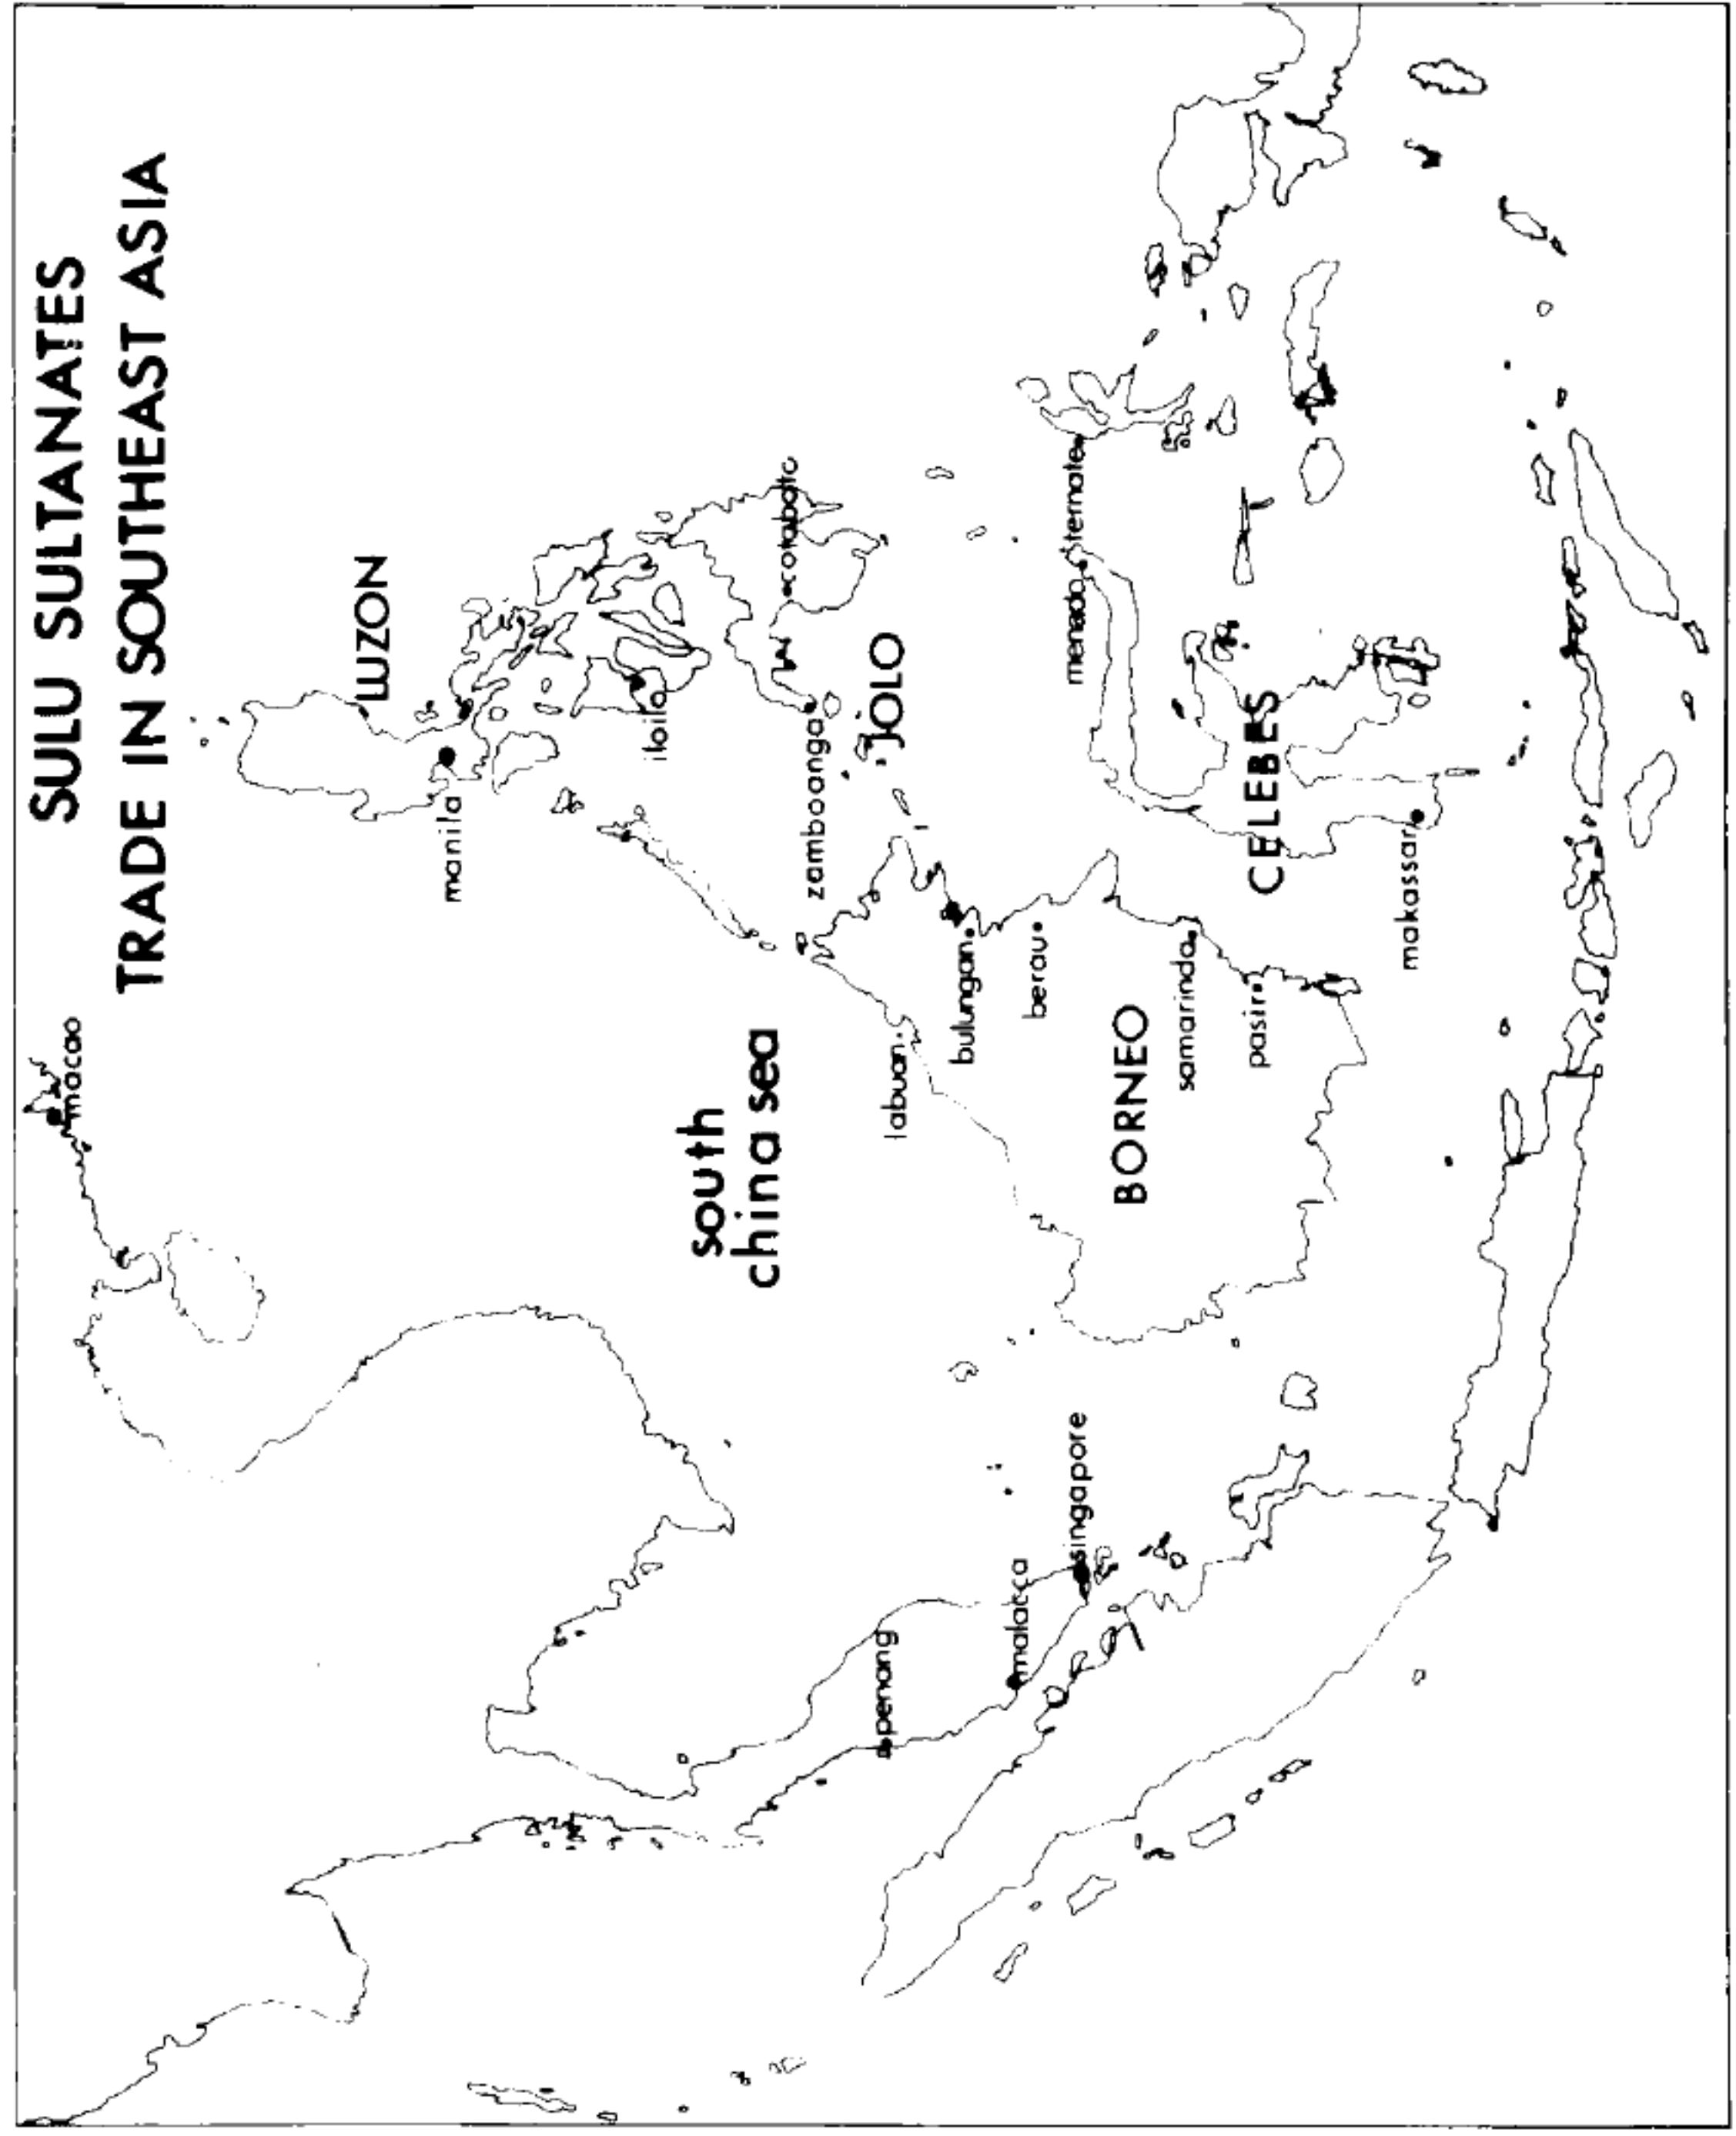 SULU SULTANATES
TRADE IN SOUTHEAST ASIA
macao
LUZON
manila
iloilo
south
china sea
zamboanga
cotabatic
JOLO
labuan
bulungan
berau
menado
ternate
BORNEO
samarinda
pasir
CELEBES
makassar
penang
malacca
singapore